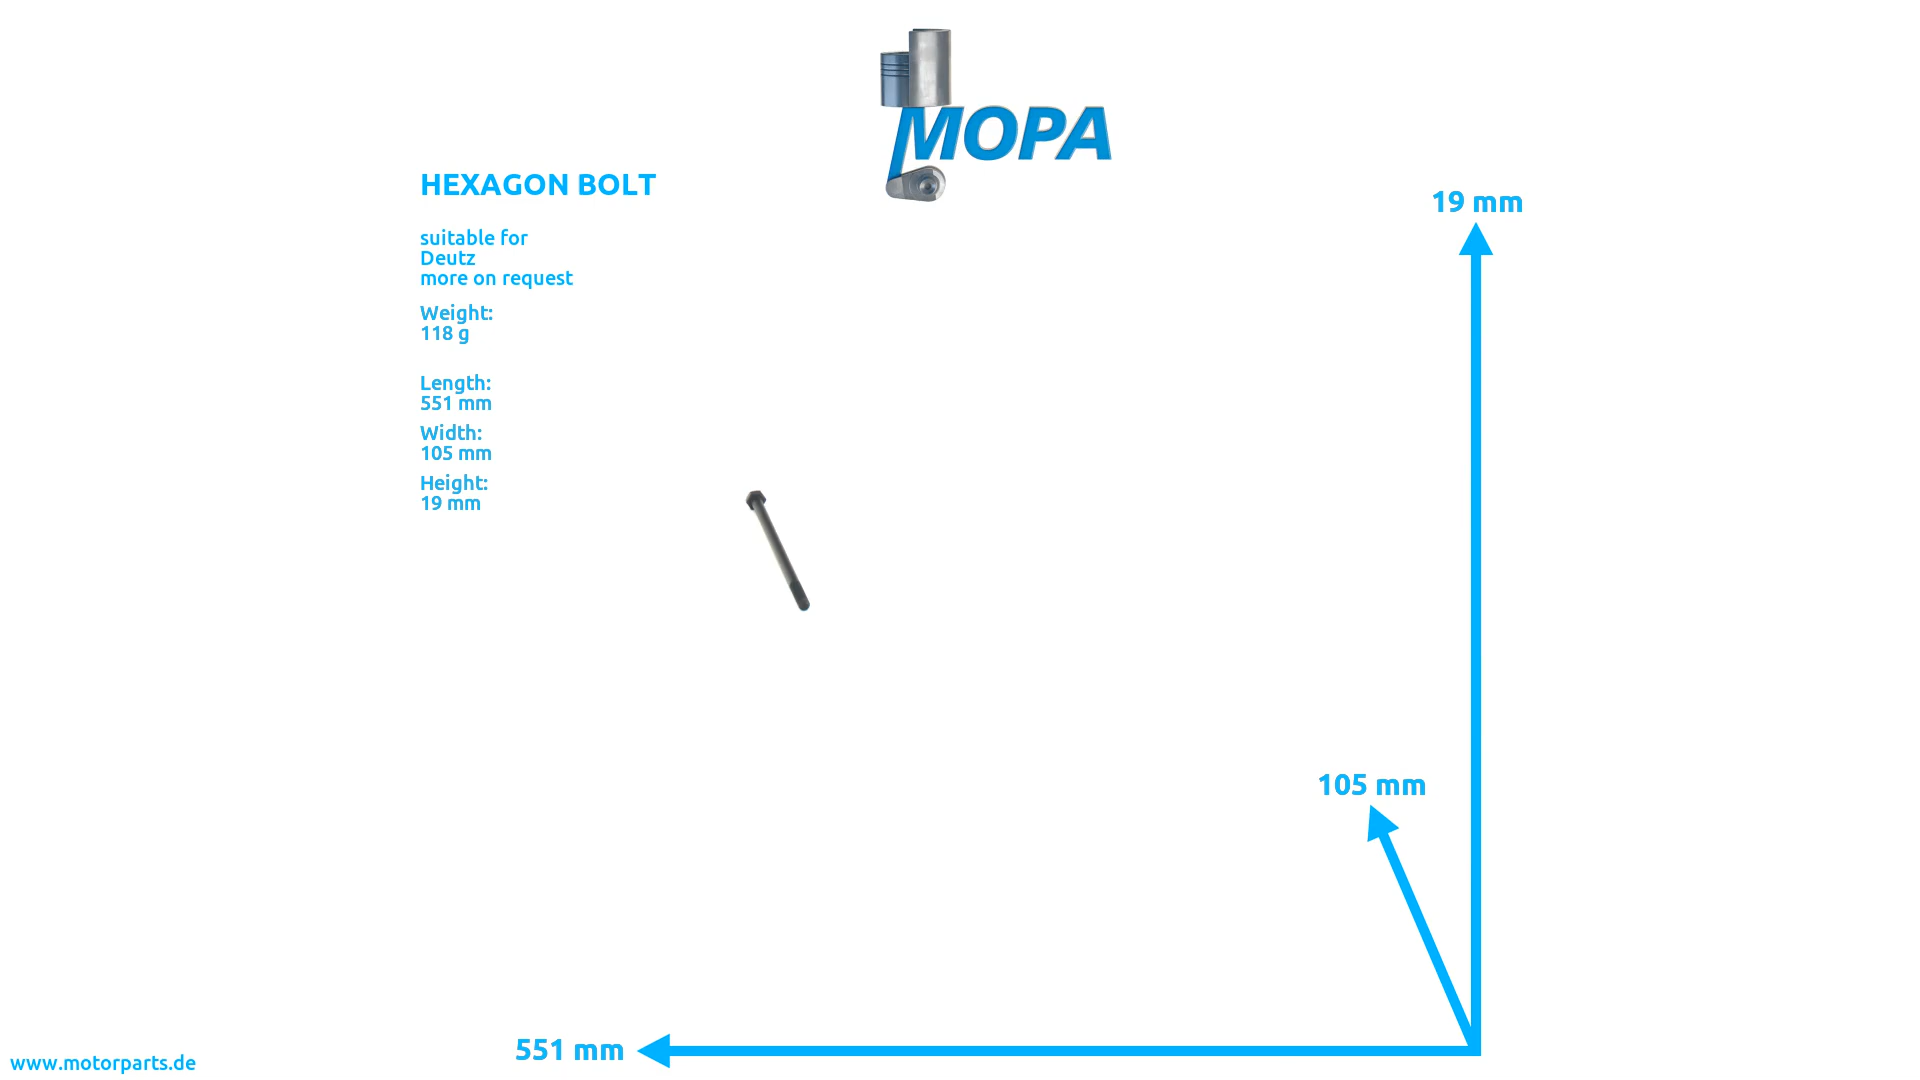 MOPA
HEXAGON BOLT
suitable for
Deutz
more on request
Weight:
118 g
Length:
551 mm
Width:
105 mm
Height:
19 mm
19 mm
105 mm
551 mm
www.motorparts.de